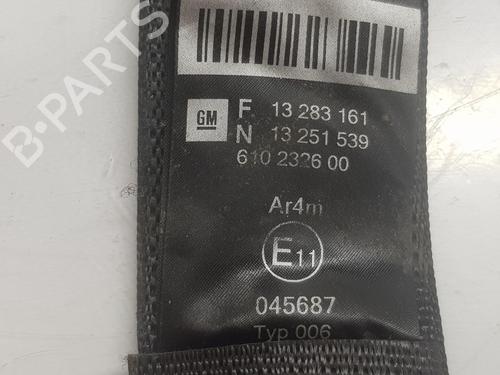 B-PARTS
GM
F 13 283 161
N 13 251 539
610 2326 00
Ar4m
E11
045687
Typ 006